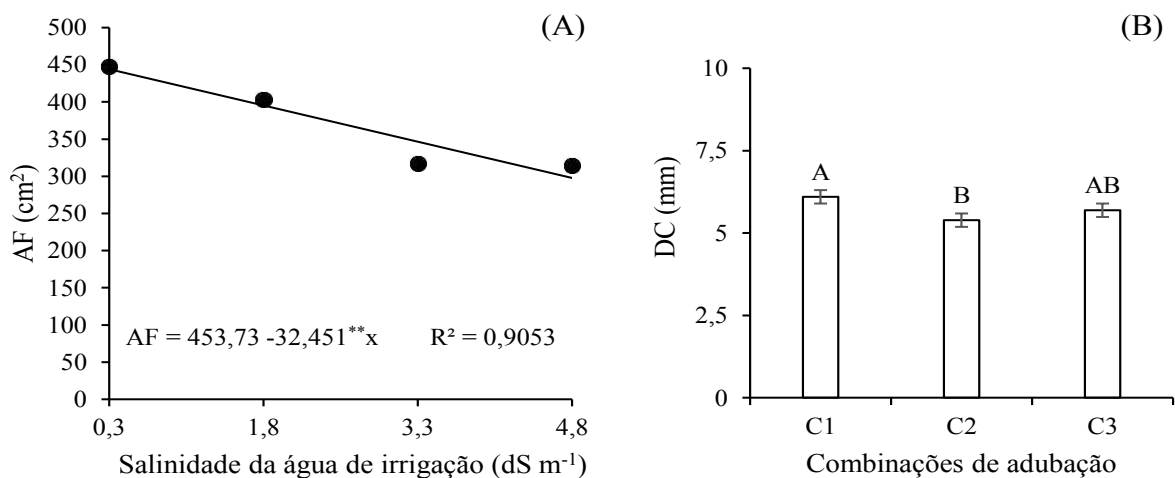 (A)
500
450
400
350
300
250
200
150
100
50
0
AF (cm²)
AF = 453,73 -32,451**x R² = 0,9053
0,3 1,8 3,3 4,8
Salinidade da água de irrigação (dS m⁻¹)
(B)
10
7,5
5
2,5
0
DC (mm)
A B AB
C1 C2 C3
Combinações de adubação